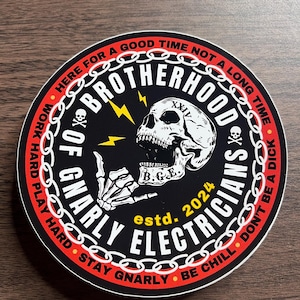 HERE FOR A GOOD TIME NOT A LONG TIME •
DON'T BE A DICK • BE CHILL • STAY GNARLY •
WORK HARD PLAY HARD •
BROTHERHOOD
OF GNARLY ELECTRICIANS
XVI
B.G.E.
estd. 2024